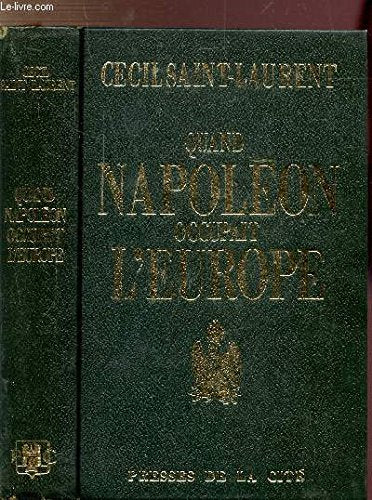 Le-livre.com
CECIL
SAINT-LAURENT
QUAND
NAPOLÉON
OCCUPAIT
L'EUROPE
CECIL SAINT-LAURENT
QUAND
NAPOLÉON
OCCUPAIT
L'EUROPE
PRESSES DE LA CITÉ